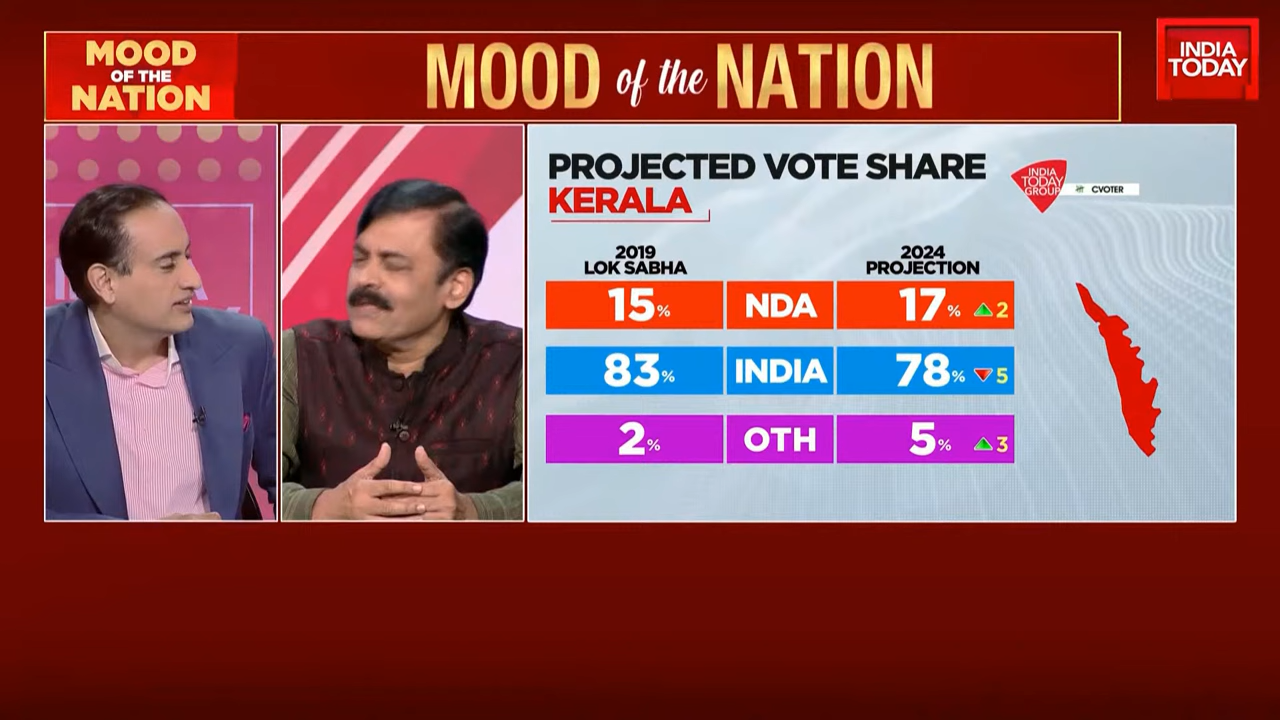 MOOD
OF THE
NATION
MOOD of the NATION
INDIA
TODAY
PROJECTED VOTE SHARE
KERALA
INDIA
TODAY
GROUP
CVOTER
2019
LOK SABHA
2024
PROJECTION
15% NDA 17% 2
83% INDIA 78% 5
2% OTH 5% 3